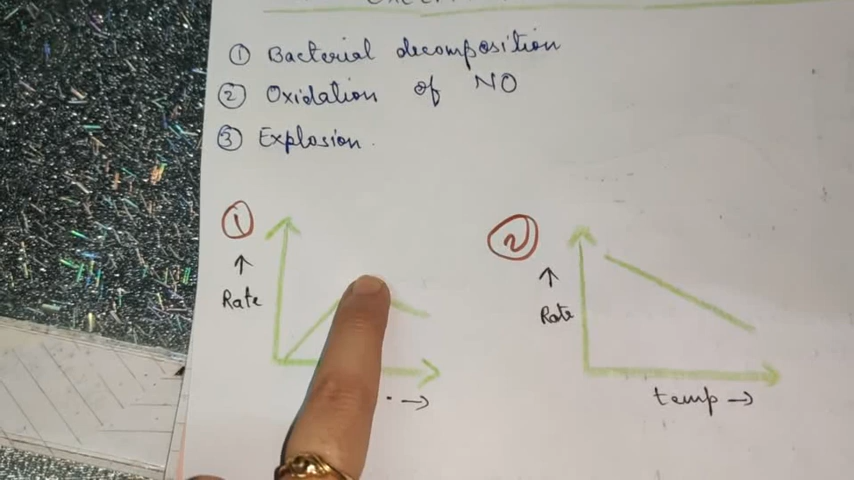 ① Bacterial decomposition
② Oxidation of NO
③ Explosion.
①
②
↑
Rate
↑
Rate
→
temp →